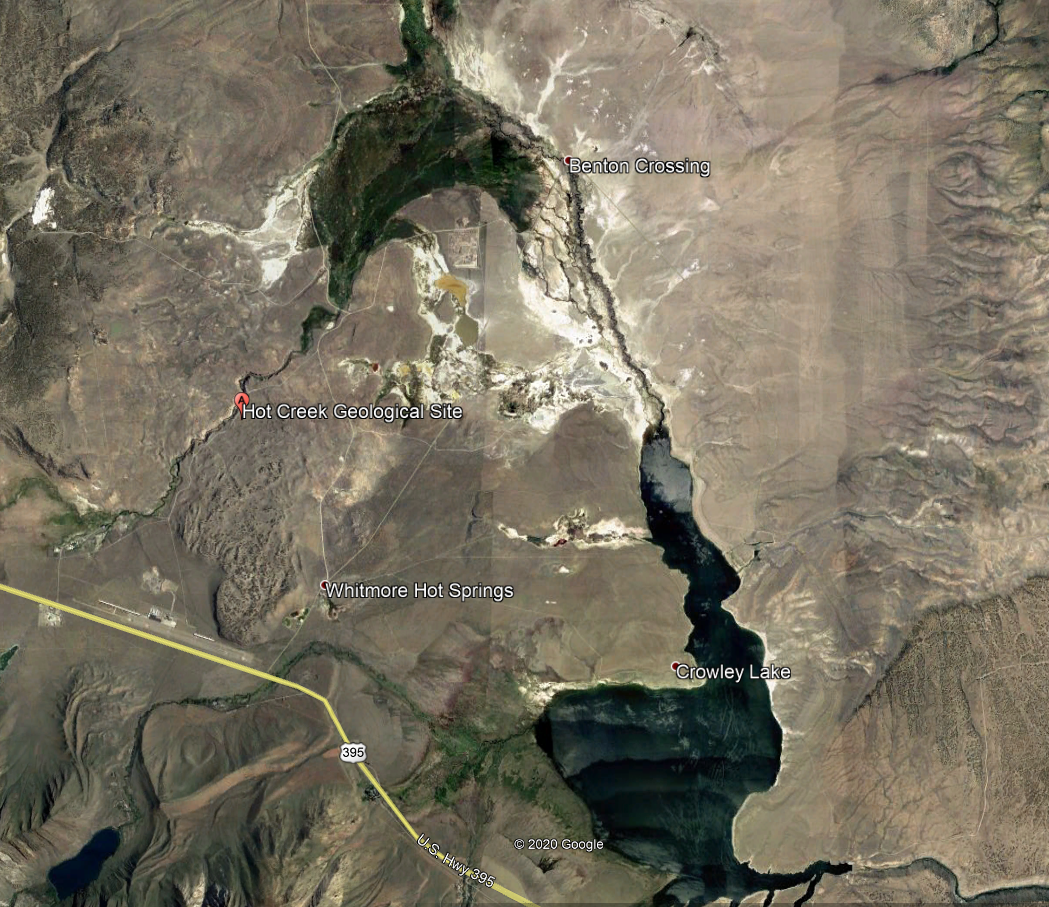 Benton Crossing
A
Hot Creek Geological Site
Whitmore Hot Springs
Crowley Lake
395
U.S. Hwy 395
© 2020 Google